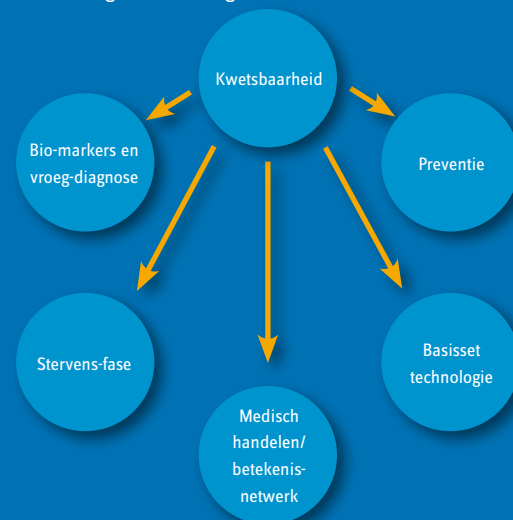 Kwetsbaarheid
Bio-markers en
vroeg-diagnose
Preventie
Stervens-fase
Basisset
technologie
Medisch
handelen/
betekenis-
netwerk